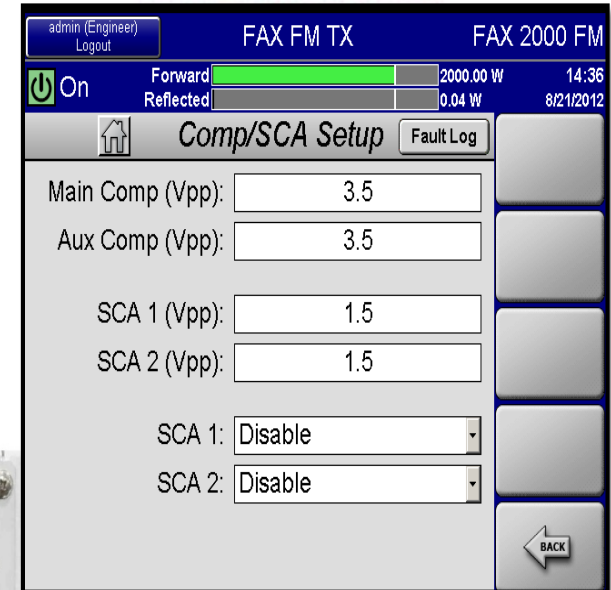 admin (Engineer)
Logout
FAX FM TX
FAX 2000 FM
On
Forward
2000.00 W
14:36
Reflected
0.04 W
8/21/2012
Comp/SCA Setup
Fault Log
Main Comp (Vpp): 3.5
Aux Comp (Vpp): 3.5
SCA 1 (Vpp): 1.5
SCA 2 (Vpp): 1.5
SCA 1: Disable
SCA 2: Disable
BACK